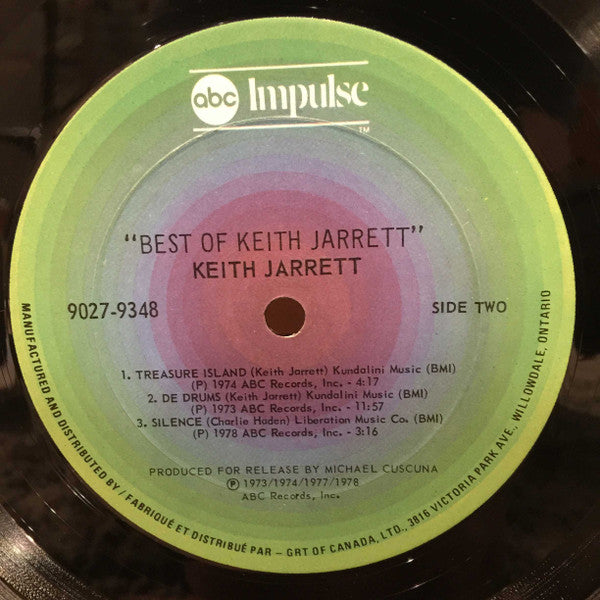 abc Impulse
TM
"BEST OF KEITH JARRETT"
KEITH JARRETT
9027-9348
SIDE TWO
1. TREASURE ISLAND (Keith Jarrett) Kundalini Music (BMI)
(P) 1974 ABC Records, Inc. - 4:17
2. DE DRUMS (Keith Jarrett) Kundalini Music (BMI)
(P) 1973 ABC Records, Inc. - 11:57
3. SILENCE (Charlie Haden) Liberation Music Co. (BMI)
(P) 1978 ABC Records, Inc. - 3:16
PRODUCED FOR RELEASE BY MICHAEL CUSCUNA
Ⓟ 1973/1974/1977/1978
ABC Records, Inc.
MANUFACTURED AND DISTRIBUTED BY / FABRIQUÉ ET DISTRIBUÉ PAR - GRT OF CANADA, LTD., 3816 VICTORIA PARK AVE., WILLOWDALE, ONTARIO